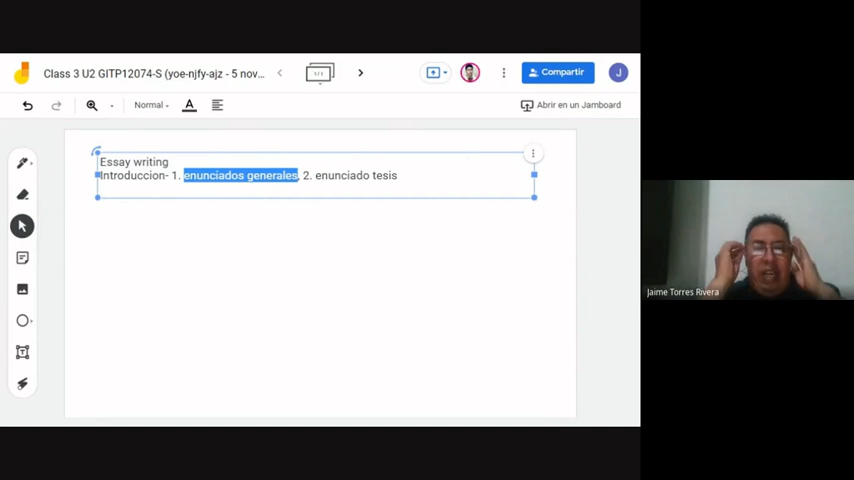 Class 3 U2 GITP12074-S (yoe-njfy-ajz - 5 nov...
1/1
Compartir
J
Normal
A
Abrir en un Jamboard
Essay writing
Introduccion- 1. enunciados generales, 2. enunciado tesis
Jaime Torres Rivera